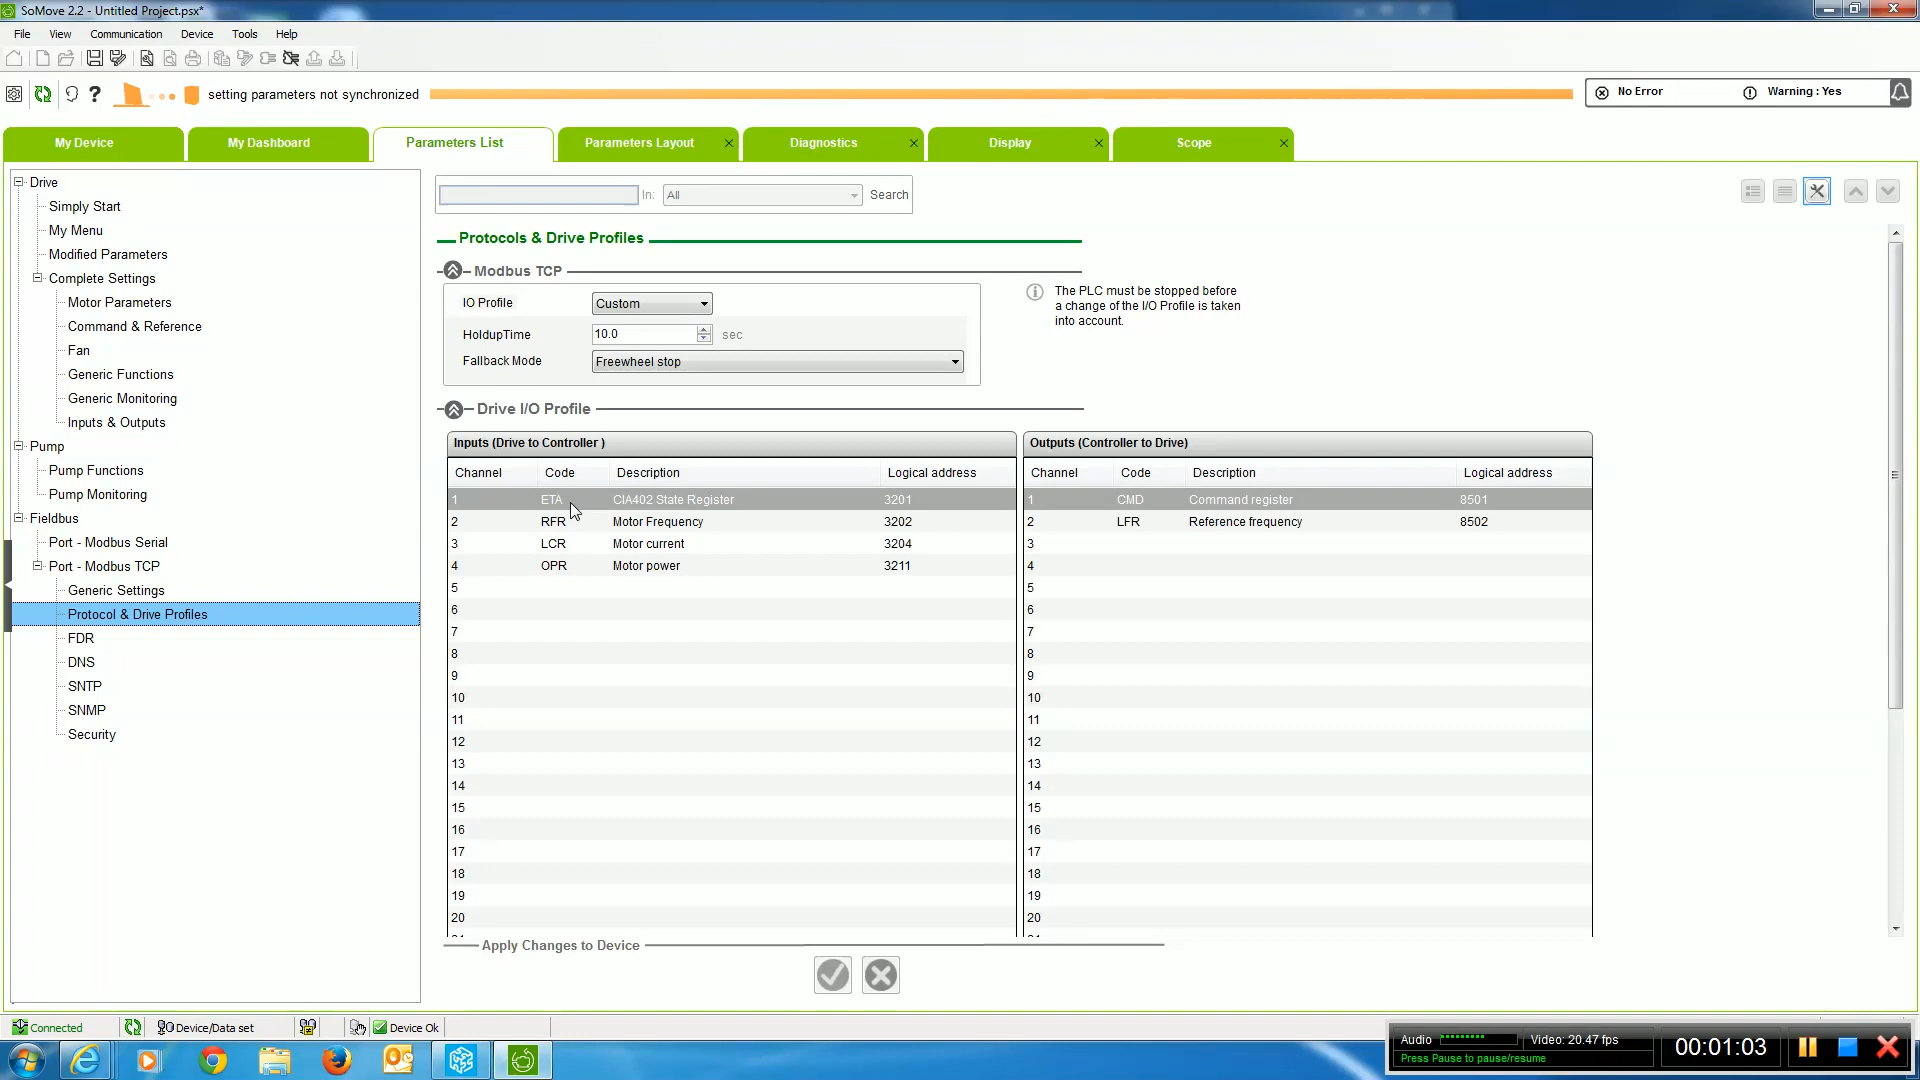 SoMove 2.2 - Untitled Project.psx*
File View Communication Device Tools Help
setting parameters not synchronized
No Error Warning : Yes
My Device My Dashboard Parameters List Parameters Layout Diagnostics Display Scope
Drive
Simply Start
My Menu
Modified Parameters
Complete Settings
Motor Parameters
Command & Reference
Fan
Generic Functions
Generic Monitoring
Inputs & Outputs
Pump
Pump Functions
Pump Monitoring
Fieldbus
Port - Modbus Serial
Port - Modbus TCP
Generic Settings
Protocol & Drive Profiles
FDR
DNS
SNTP
SNMP
Security
In: All Search
Protocols & Drive Profiles
Modbus TCP
IO Profile Custom
HoldupTime 10.0 sec
Fallback Mode Freewheel stop
The PLC must be stopped before
a change of the I/O Profile is taken
into account.
Drive I/O Profile
Inputs (Drive to Controller )
Channel Code Description Logical address
1 ETA CIA402 State Register 3201
2 RFR Motor Frequency 3202
3 LCR Motor current 3204
4 OPR Motor power 3211
5
6
7
8
9
10
11
12
13
14
15
16
17
18
19
20
Outputs (Controller to Drive)
Channel Code Description Logical address
1 CMD Command register 8501
2 LFR Reference frequency 8502
3
4
5
6
7
8
9
10
11
12
13
14
15
16
17
18
19
20
Apply Changes to Device
Connected Device/Data set Device Ok
Audio Video: 20.47 fps
Press Pause to pause/resume
00:01:03